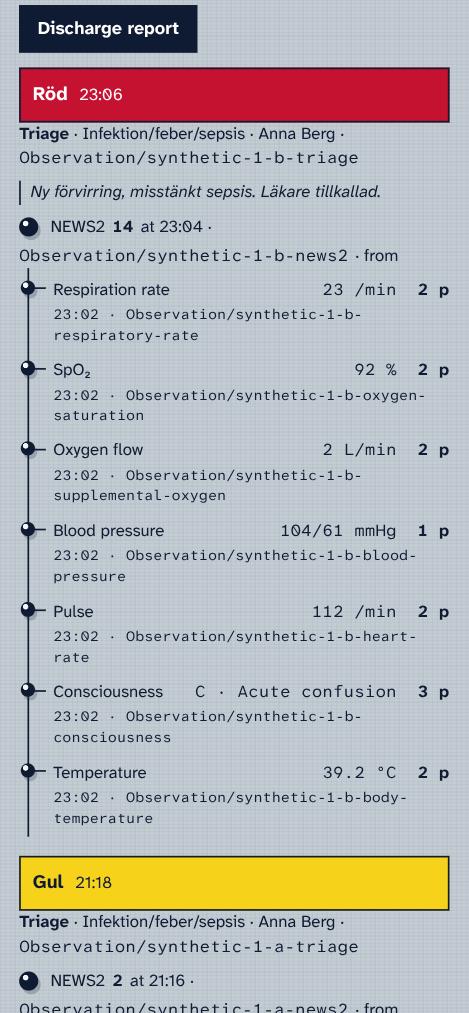 Discharge report
Röd 23:06
Triage · Infektion/feber/sepsis · Anna Berg ·
Observation/synthetic-1-b-triage
Ny förvirring, misstänkt sepsis. Läkare tillkallad.
NEWS2 14 at 23:04 ·
Observation/synthetic-1-b-news2 · from
Respiration rate 23 /min 2 p
23:02 · Observation/synthetic-1-b-
respiratory-rate
SpO₂ 92 % 2 p
23:02 · Observation/synthetic-1-b-oxygen-
saturation
Oxygen flow 2 L/min 2 p
23:02 · Observation/synthetic-1-b-
supplemental-oxygen
Blood pressure 104/61 mmHg 1 p
23:02 · Observation/synthetic-1-b-blood-
pressure
Pulse 112 /min 2 p
23:02 · Observation/synthetic-1-b-heart-
rate
Consciousness C · Acute confusion 3 p
23:02 · Observation/synthetic-1-b-
consciousness
Temperature 39.2 °C 2 p
23:02 · Observation/synthetic-1-b-body-
temperature
Gul 21:18
Triage · Infektion/feber/sepsis · Anna Berg ·
Observation/synthetic-1-a-triage
NEWS2 2 at 21:16 ·
Observation/synthetic-1-a-news2 · from